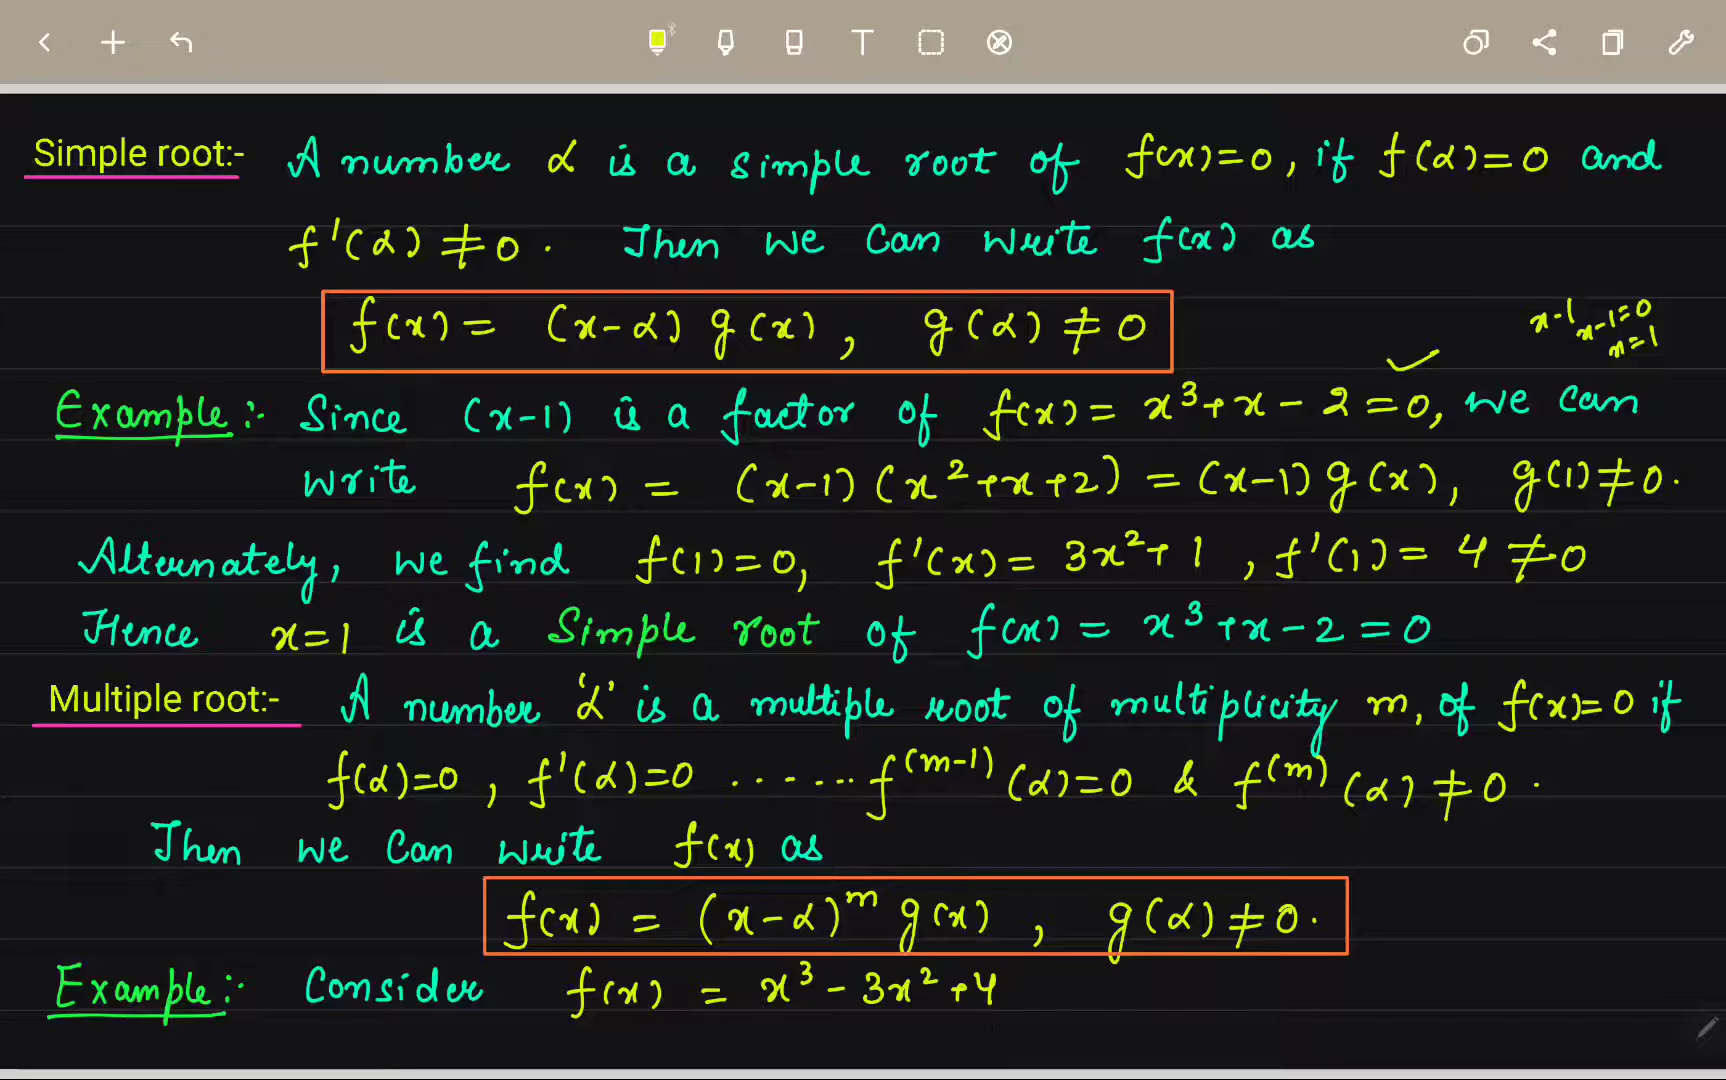 Simple root:- A number α is a simple root of f(x)=0, if f(α)=0 and
f'(α) ≠ 0. Then we can write f(x) as
f(x) = (x-α) g(x), g(α) ≠ 0
x-1
x-1=0
x=1
Example:- Since (x-1) is a factor of f(x) = x³+x-2=0, we can
write f(x) = (x-1)(x²+x+2) = (x-1) g(x), g(1)≠0.
Alternately, we find f(1)=0, f'(x)= 3x²+1, f'(1)= 4≠0
Hence x=1 is a Simple root of f(x) = x³+x-2=0
Multiple root:- A number 'α' is a multiple root of multiplicity m, of f(x)=0 if
f(α)=0, f'(α)=0 ...... f^(m-1)(α)=0 & f^(m)(α) ≠ 0.
Then we can write f(x) as
f(x) = (x-α)^m g(x), g(α) ≠ 0.
Example:- Consider f(x) = x³-3x²+4